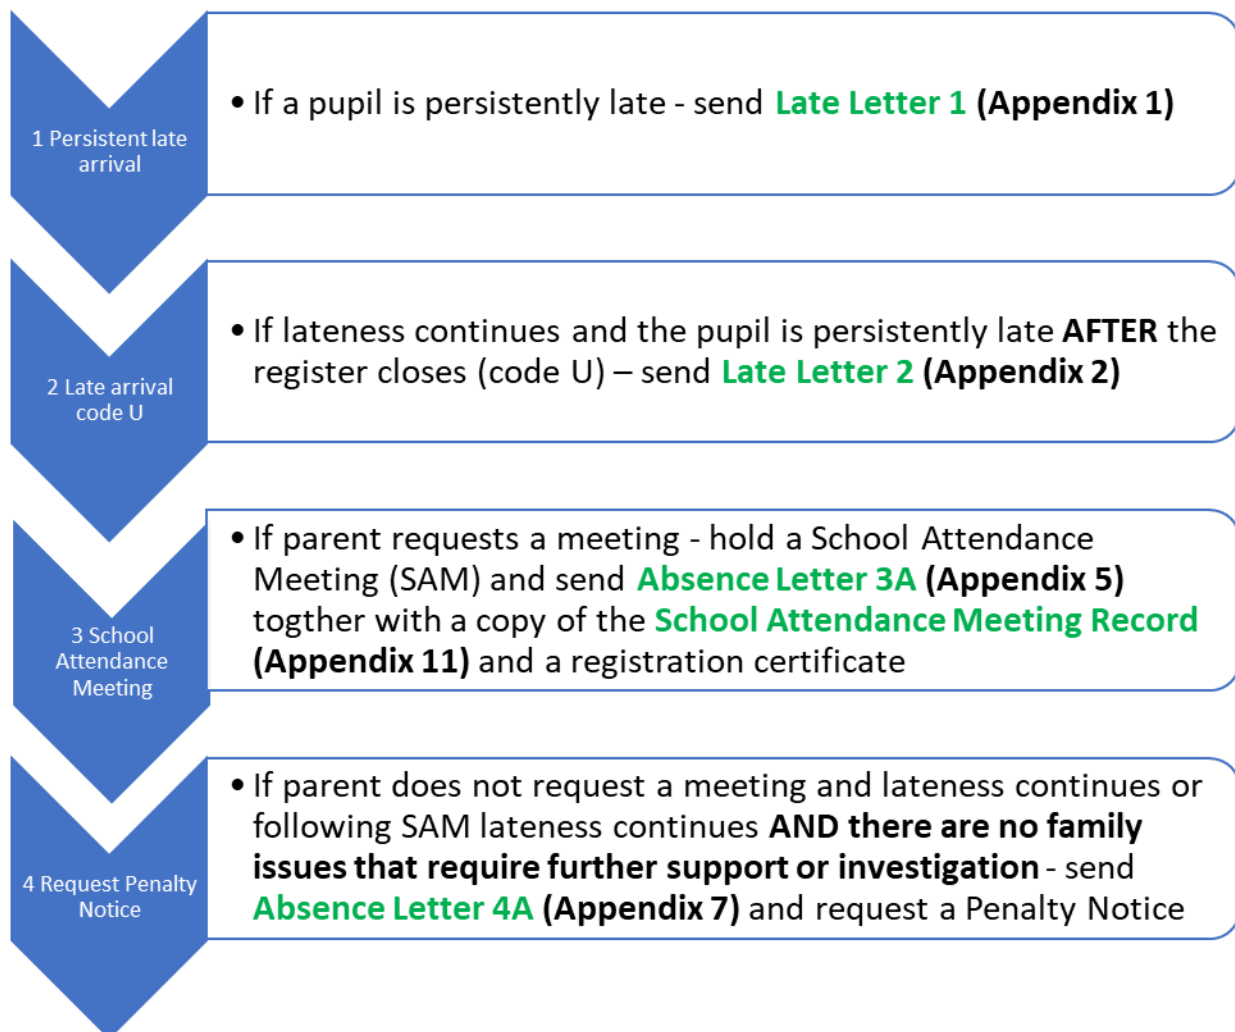 1 Persistent late
arrival
• If a pupil is persistently late - send Late Letter 1 (Appendix 1)
2 Late arrival
code U
• If lateness continues and the pupil is persistently late AFTER the
register closes (code U) – send Late Letter 2 (Appendix 2)
3 School
Attendance
Meeting
• If parent requests a meeting - hold a School Attendance
Meeting (SAM) and send Absence Letter 3A (Appendix 5)
togther with a copy of the School Attendance Meeting Record
(Appendix 11) and a registration certificate
4 Request Penalty
Notice
• If parent does not request a meeting and lateness continues or
following SAM lateness continues AND there are no family
issues that require further support or investigation - send
Absence Letter 4A (Appendix 7) and request a Penalty Notice